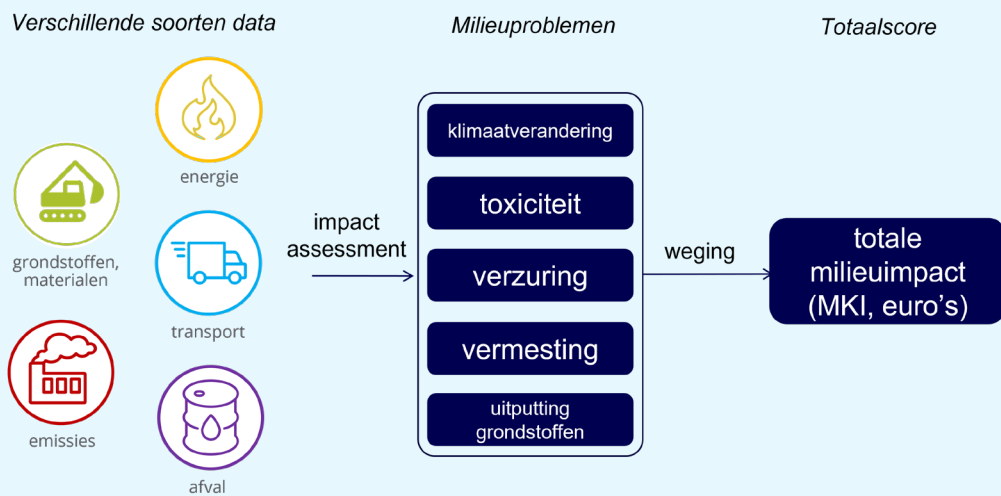 Verschillende soorten data
Milieuproblemen
Totaalscore
energie
grondstoffen,
materialen
transport
emissies
afval
impact
assessment
klimaatverandering
toxiciteit
verzuring
vermesting
uitputting
grondstoffen
weging
totale
milieuimpact
(MKI, euro's)